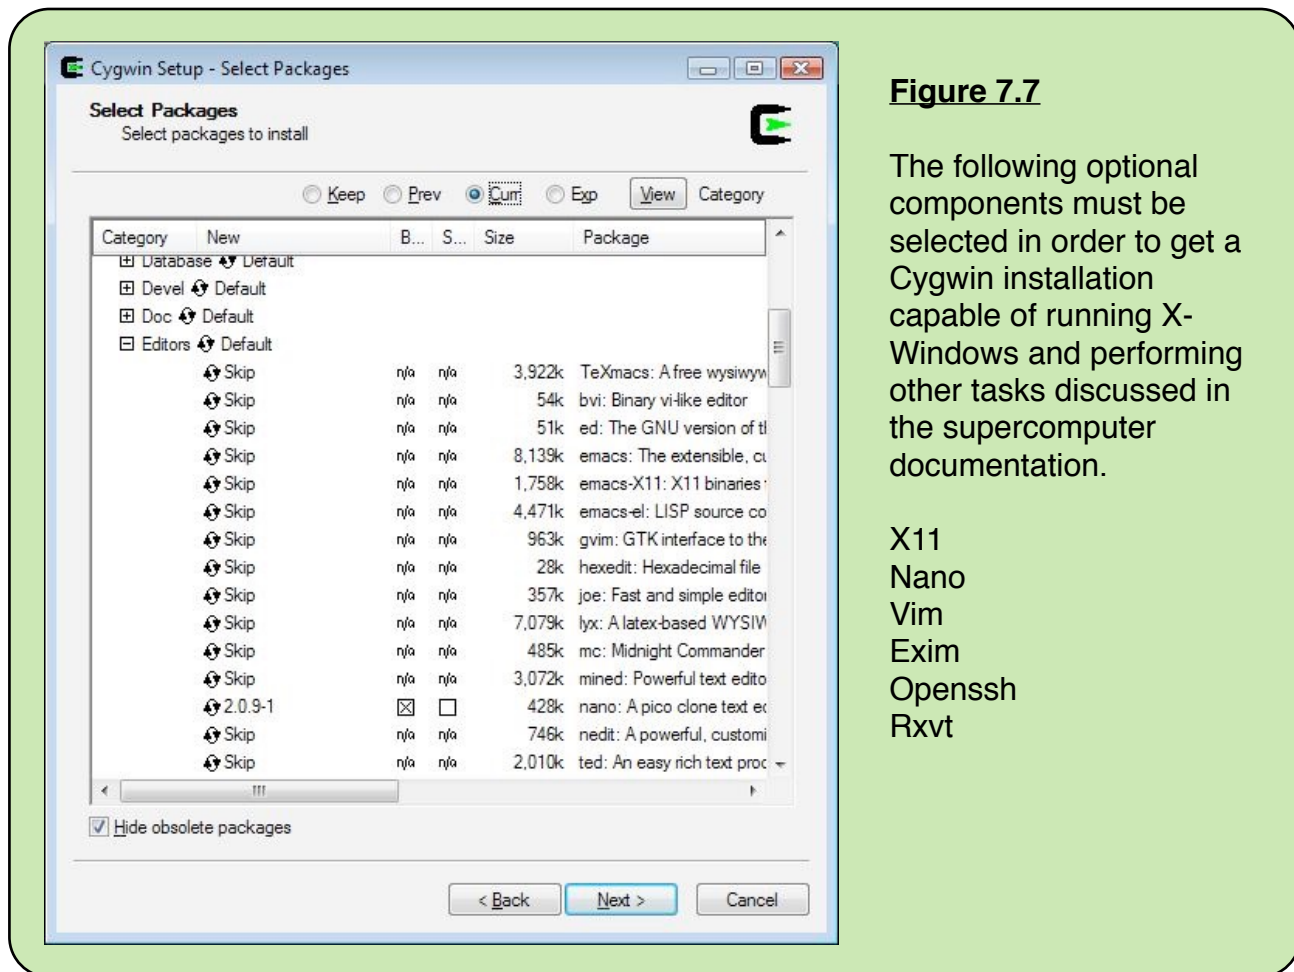 Cygwin Setup - Select Packages
Select Packages
Select packages to install
Keep Prev Curr Exp View Category
Category New B... S... Size Package
Database Default
Devel Default
Doc Default
Editors Default
Skip n/a n/a 3,922k TeXmacs: A free wysiwyw
Skip n/a n/a 54k bvi: Binary vi-like editor
Skip n/a n/a 51k ed: The GNU version of tl
Skip n/a n/a 8,139k emacs: The extensible, cu
Skip n/a n/a 1,758k emacs-X11: X11 binaries
Skip n/a n/a 4,471k emacs-el: LISP source co
Skip n/a n/a 963k gvim: GTK interface to the
Skip n/a n/a 28k hexedit: Hexadecimal file
Skip n/a n/a 357k joe: Fast and simple editor
Skip n/a n/a 7,079k lyx: A latex-based WYSIW
Skip n/a n/a 485k mc: Midnight Commander
Skip n/a n/a 3,072k mined: Powerful text edito
2.0.9-1 428k nano: A pico clone text ec
Skip n/a n/a 746k nedit: A powerful, customi
Skip n/a n/a 2,010k ted: An easy rich text proc
Hide obsolete packages
< Back Next > Cancel
Figure 7.7
The following optional
components must be
selected in order to get a
Cygwin installation
capable of running X-
Windows and performing
other tasks discussed in
the supercomputer
documentation.
X11
Nano
Vim
Exim
Openssh
Rxvt